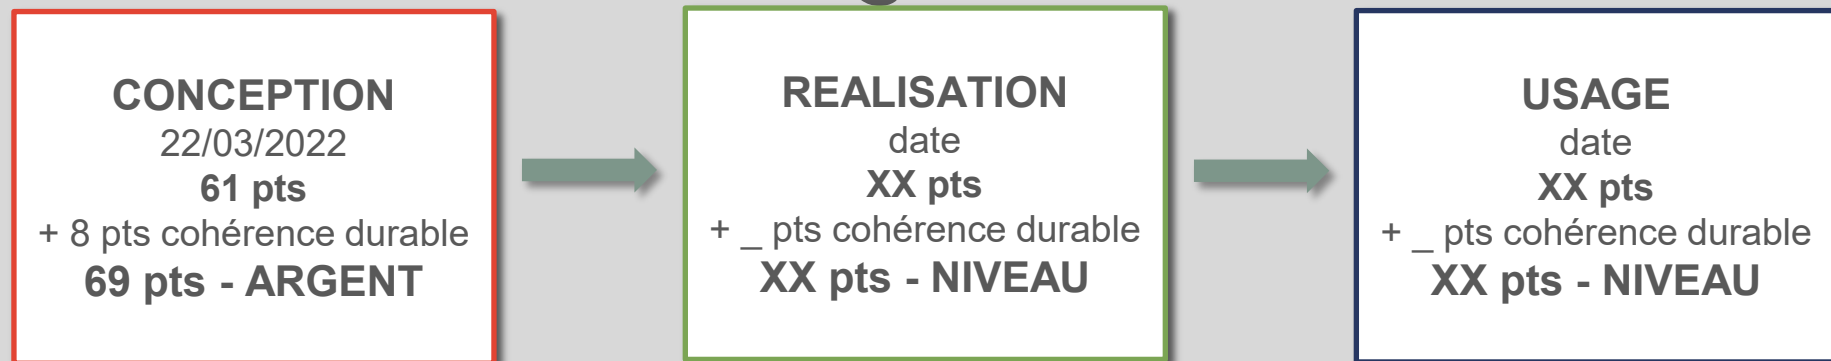 CONCEPTION
22/03/2022
61 pts
+ 8 pts cohérence durable
69 pts - ARGENT
REALISATION
date
XX pts
+ _ pts cohérence durable
XX pts - NIVEAU
USAGE
date
XX pts
+ _ pts cohérence durable
XX pts - NIVEAU